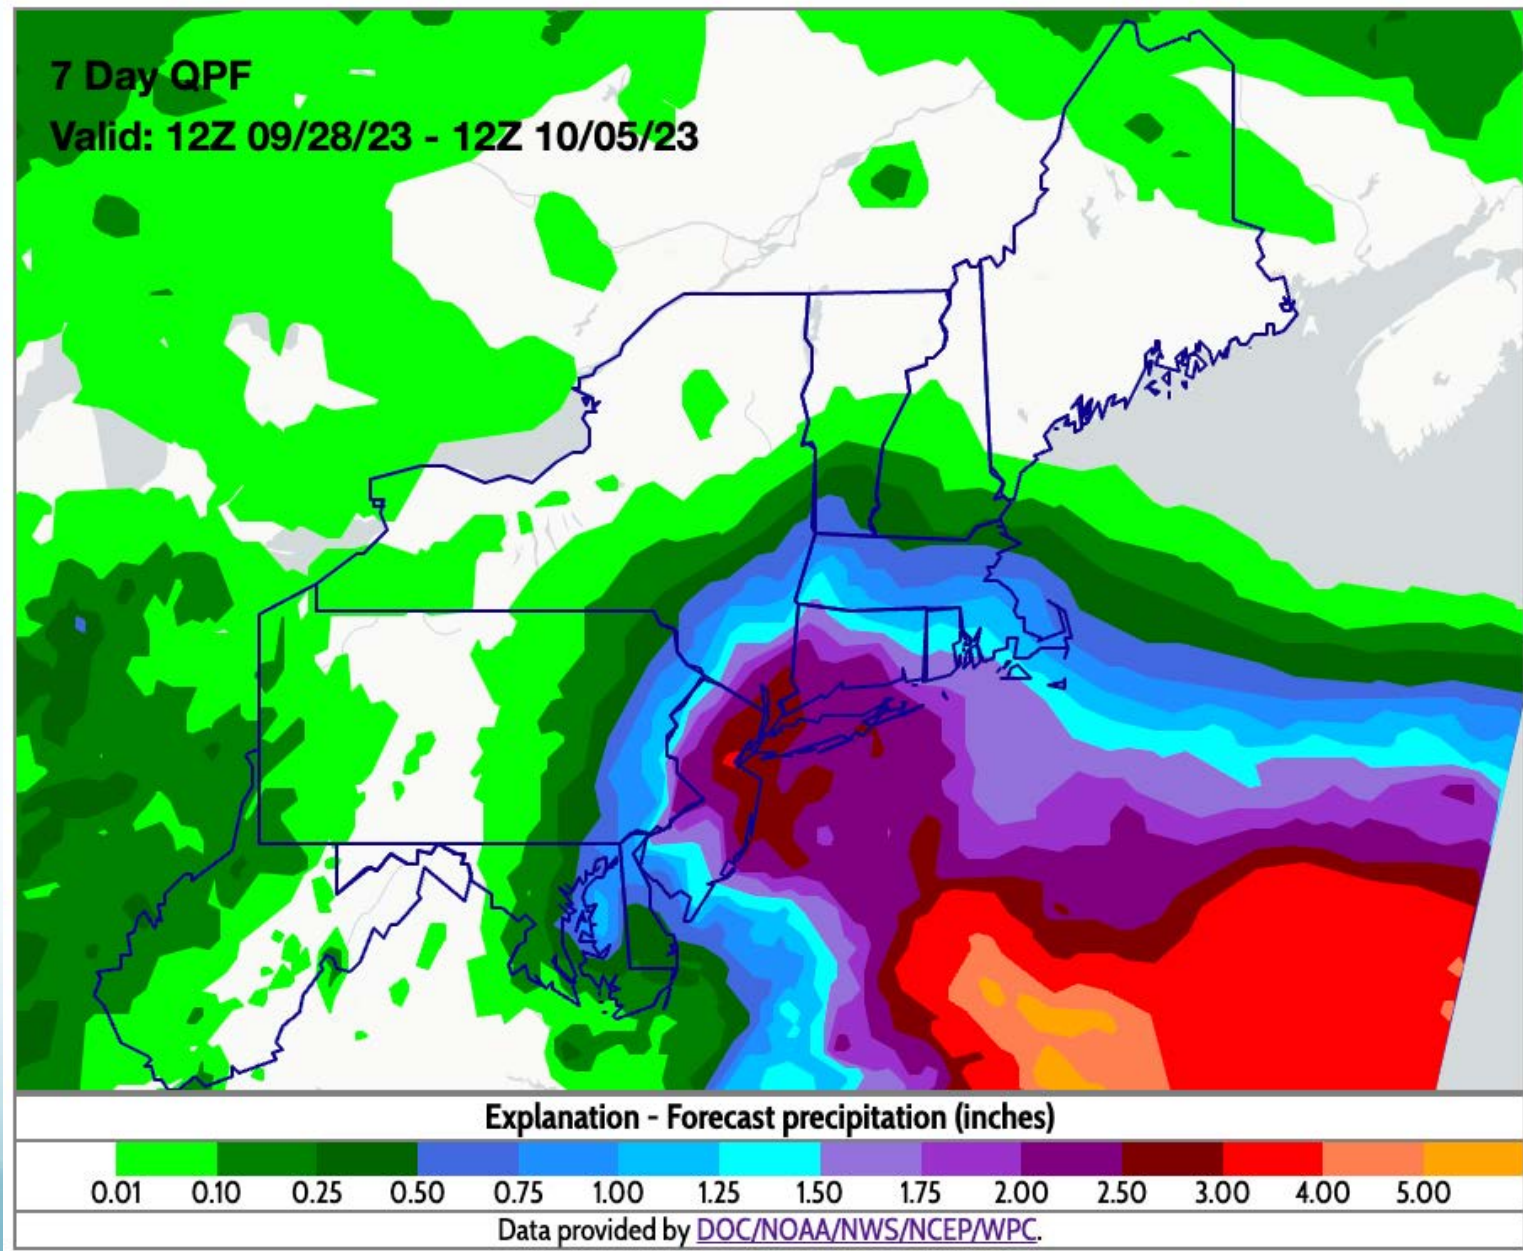 7 Day QPF
Valid: 12Z 09/28/23 - 12Z 10/05/23
Explanation - Forecast precipitation (inches)
0.01 0.10 0.25 0.50 0.75 1.00 1.25 1.50 1.75 2.00 2.50 3.00 4.00 5.00
Data provided by DOC/NOAA/NWS/NCEP/WPC.